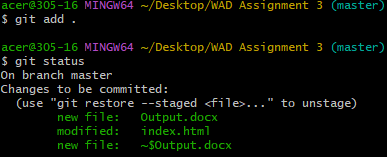 acer@305-16 MINGW64 ~/Desktop/WAD Assignment 3 (master)
$ git add .
acer@305-16 MINGW64 ~/Desktop/WAD Assignment 3 (master)
$ git status
On branch master
Changes to be committed:
  (use "git restore --staged <file>..." to unstage)
        new file:   Output.docx
        modified:   index.html
        new file:   ~$Output.docx